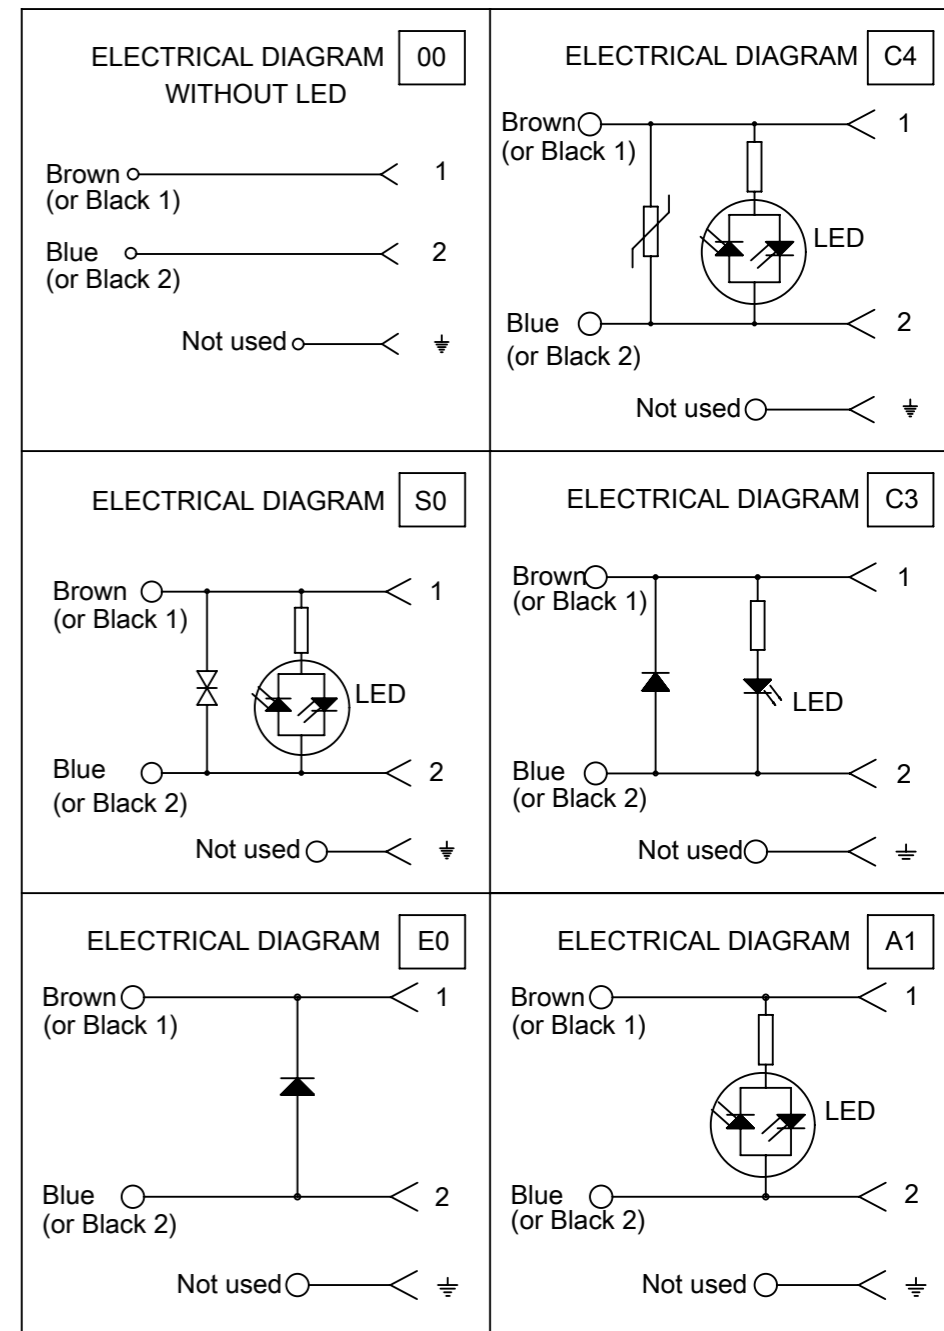 ELECTRICAL DIAGRAM 00
WITHOUT LED
Brown 1
(or Black 1)
Blue 2
(or Black 2)
Not used
ELECTRICAL DIAGRAM C4
Brown 1
(or Black 1)
LED
Blue 2
(or Black 2)
Not used
ELECTRICAL DIAGRAM S0
Brown 1
(or Black 1)
LED
Blue 2
(or Black 2)
Not used
ELECTRICAL DIAGRAM C3
Brown 1
(or Black 1)
LED
Blue 2
(or Black 2)
Not used
ELECTRICAL DIAGRAM E0
Brown 1
(or Black 1)
Blue 2
(or Black 2)
Not used
ELECTRICAL DIAGRAM A1
Brown 1
(or Black 1)
LED
Blue 2
(or Black 2)
Not used